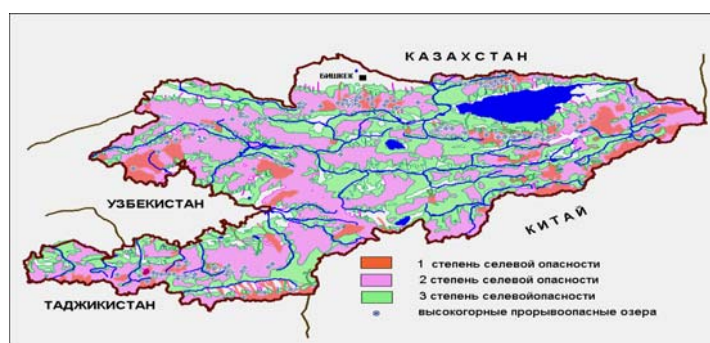 КАЗАХСТАН
БИШКЕК
УЗБЕКИСТАН
КИТАЙ
ТАДЖИКИСТАН
1 степень селевой опасности
2 степень селевой опасности
3 степень селевойопасности
высокогорные прорывоопасные озера